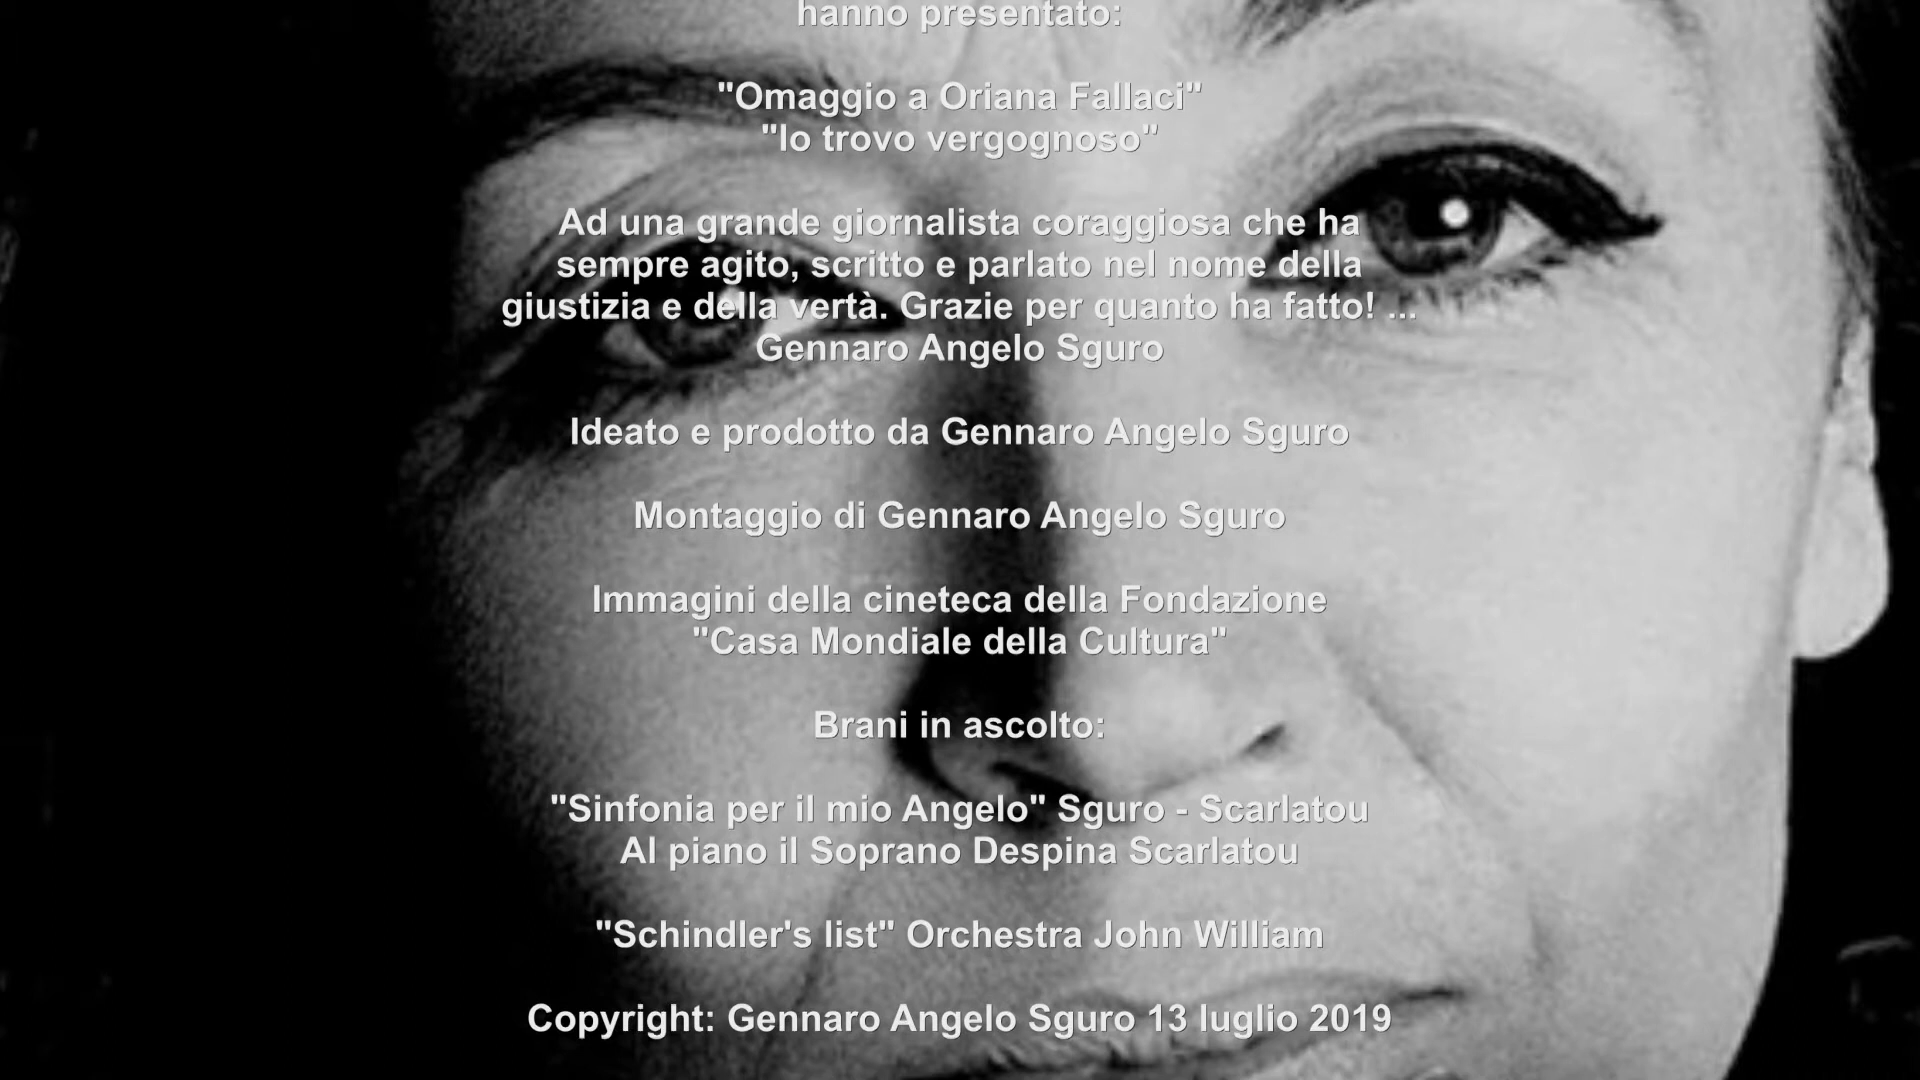 hanno presentato:
"Omaggio a Oriana Fallaci"
"Io trovo vergognoso"
Ad una grande giornalista coraggiosa che ha
sempre agito, scritto e parlato nel nome della
giustizia e della vertà. Grazie per quanto ha fatto! ...
Gennaro Angelo Sguro
Ideato e prodotto da Gennaro Angelo Sguro
Montaggio di Gennaro Angelo Sguro
Immagini della cineteca della Fondazione
"Casa Mondiale della Cultura"
Brani in ascolto:
"Sinfonia per il mio Angelo" Sguro - Scarlatou
Al piano il Soprano Despina Scarlatou
"Schindler's list" Orchestra John William
Copyright: Gennaro Angelo Sguro 13 luglio 2019